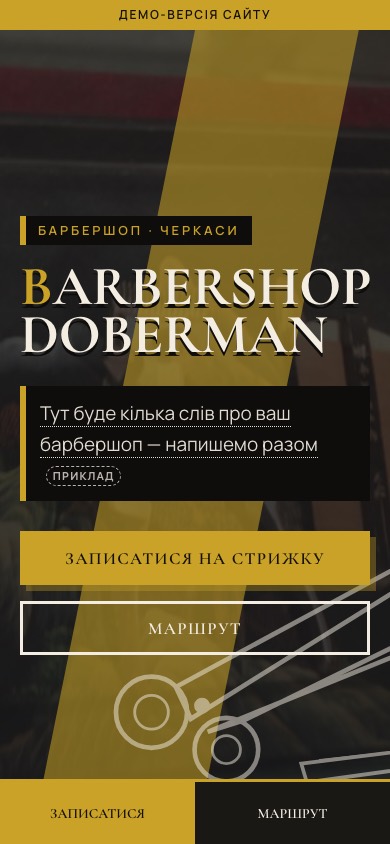 ДЕМО-ВЕРСІЯ САЙТУ
БАРБЕРШОП · ЧЕРКАСИ
BARBERSHOP
DOBERMAN
Тут буде кілька слів про ваш
барбершоп — напишемо разом
ПРИКЛАД
ЗАПИСАТИСЯ НА СТРИЖКУ
МАРШРУТ
ЗАПИСАТИСЯ
МАРШРУТ